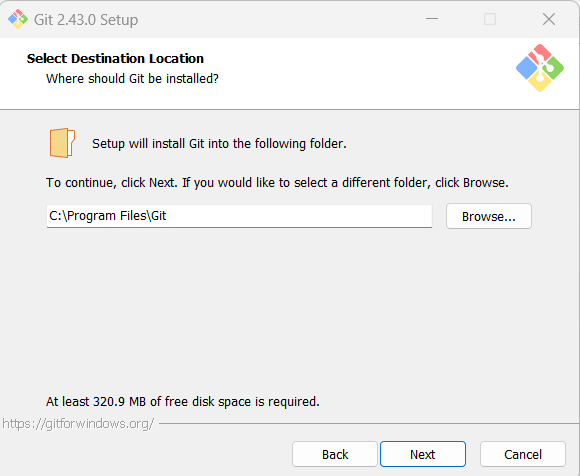 Git 2.43.0 Setup
Select Destination Location
Where should Git be installed?
Setup will install Git into the following folder.
To continue, click Next. If you would like to select a different folder, click Browse.
C:\Program Files\Git
Browse...
At least 320.9 MB of free disk space is required.
https://gitforwindows.org/
Back
Next
Cancel